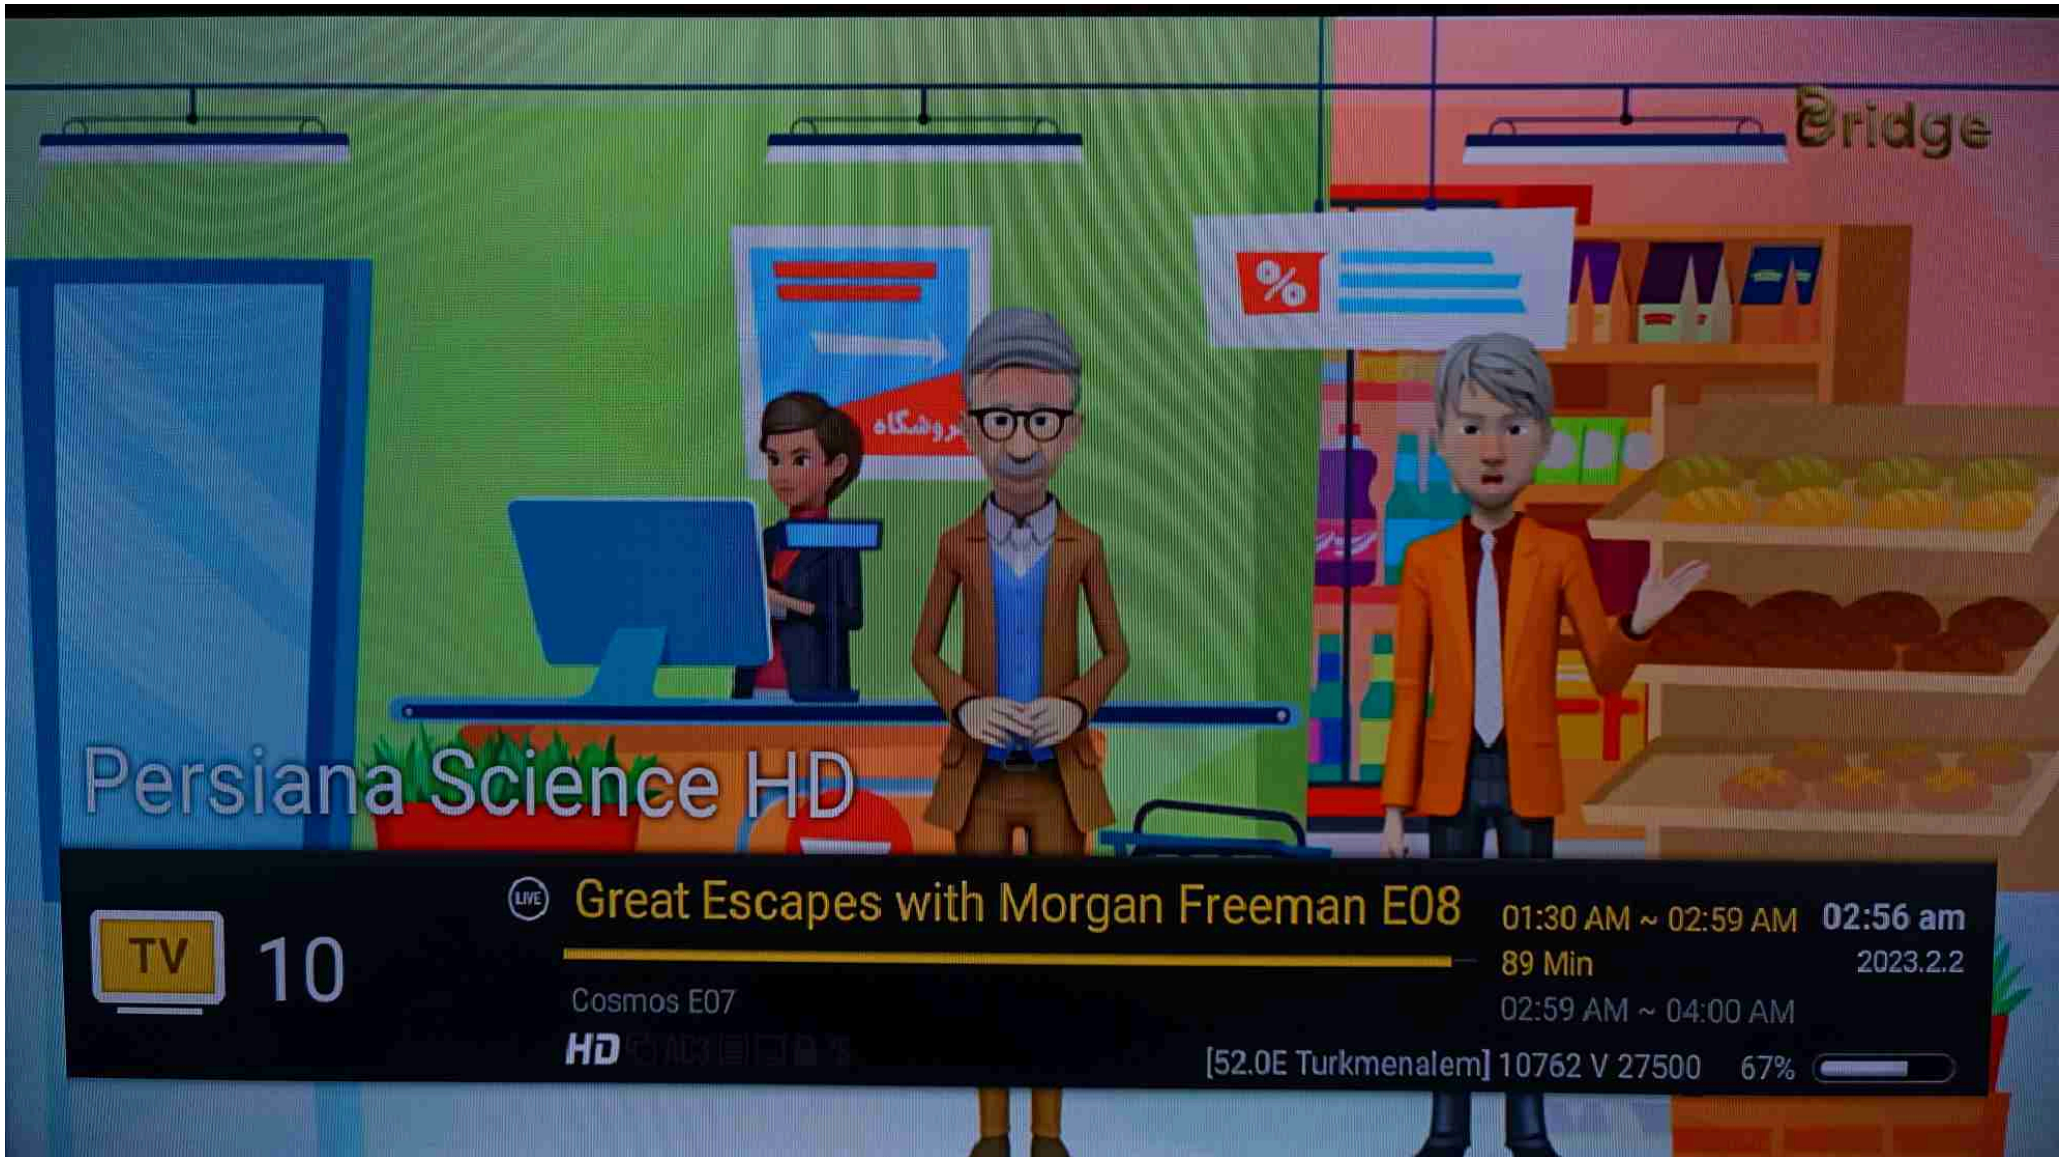 Bridge
%
فروشگاه
Persiana Science HD
LIVE
Great Escapes with Morgan Freeman E08
01:30 AM ~ 02:59 AM
02:56 am
TV
10
89 Min
2023.2.2
Cosmos E07
02:59 AM ~ 04:00 AM
HD
[52.0E Turkmenalem] 10762 V 27500
67%